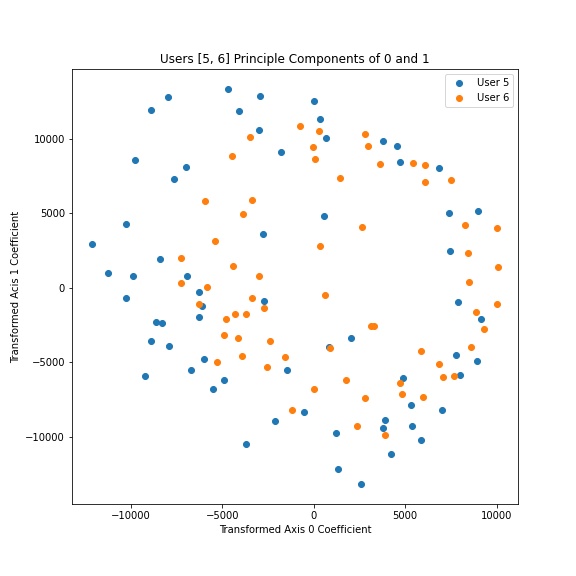 Users [5, 6] Principle Components of 0 and 1
User 5
User 6
10000
5000
0
−5000
−10000
Transformed Acis 1 Coefficient
−10000
−5000
0
5000
10000
Transformed Axis 0 Coefficient